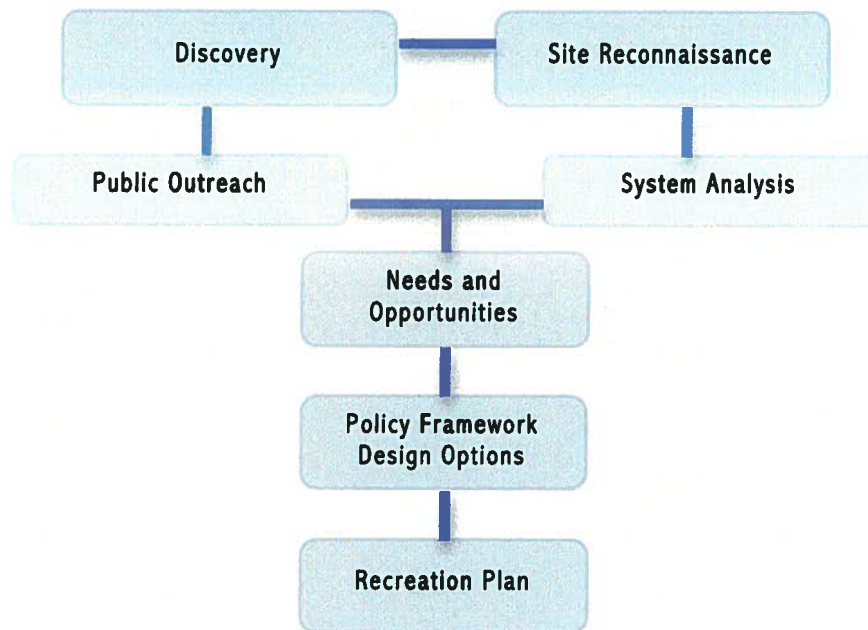 Discovery
Site Reconnaissance
Public Outreach
System Analysis
Needs and
Opportunities
Policy Framework
Design Options
Recreation Plan